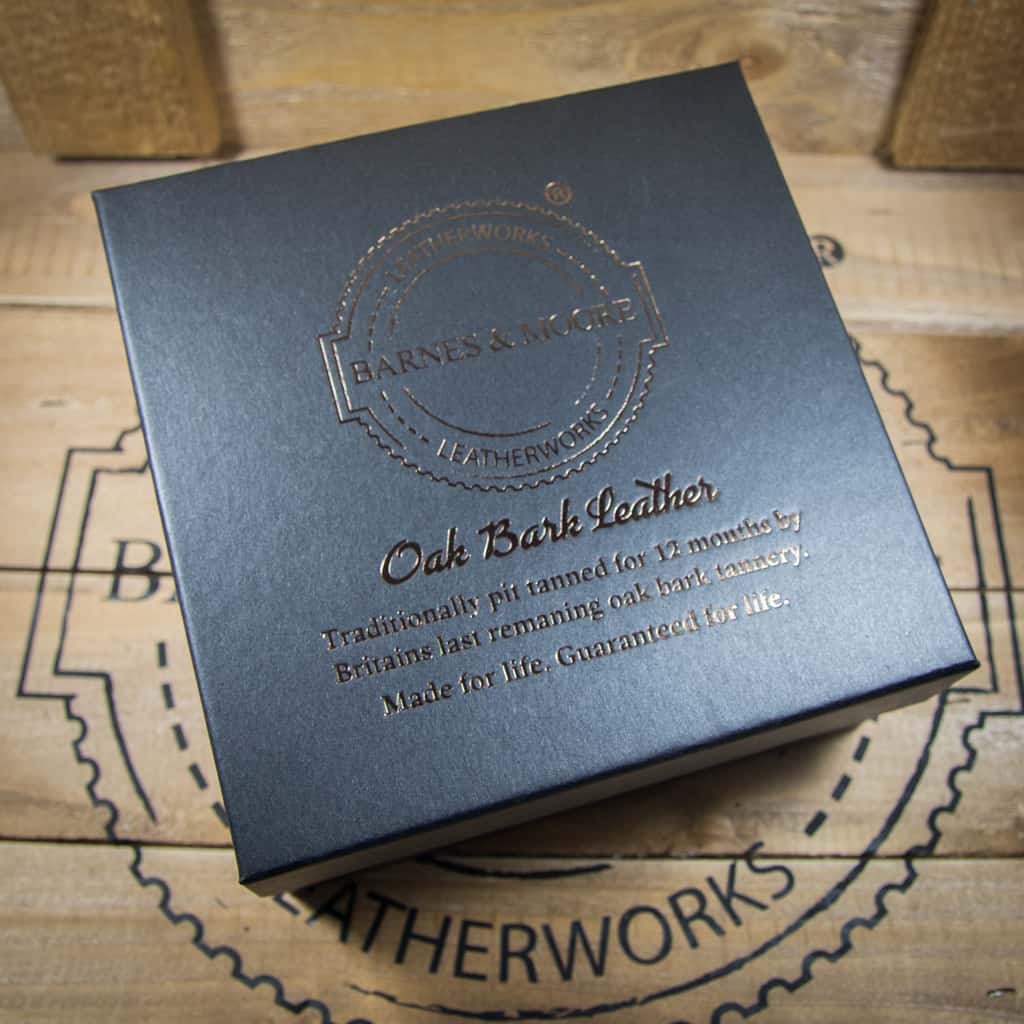 ®
LEATHERWORKS
BARNES & MOORE
LEATHERWORKS
Oak Bark Leather
Traditionally pit tanned for 12 months by
Britains last remaning oak bark tannery.
Made for life. Guaranteed for life.
®
LEATHERWORKS